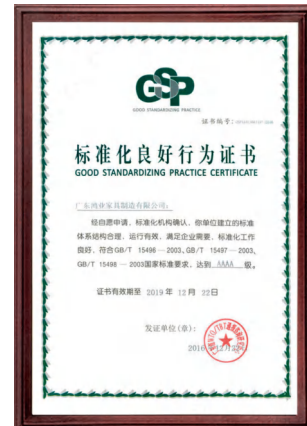 GSP
GOOD STANDARDIZING PRACTICE
证书编号:
标准化良好行为证书
GOOD STANDARDIZING PRACTICE CERTIFICATE
广东鸿业家具制造有限公司:
经自愿申请,标准化机构确认,你单位建立的标准
体系结构合理,运行有效,满足企业需要,标准化工作
良好,符合GB/T 15496—2003、GB/T 15497—2003、
GB/T 15498—2003国家标准要求,达到 AAAA 级。
证书有效期至 2019 年 12 月 22日
发证单位(章):